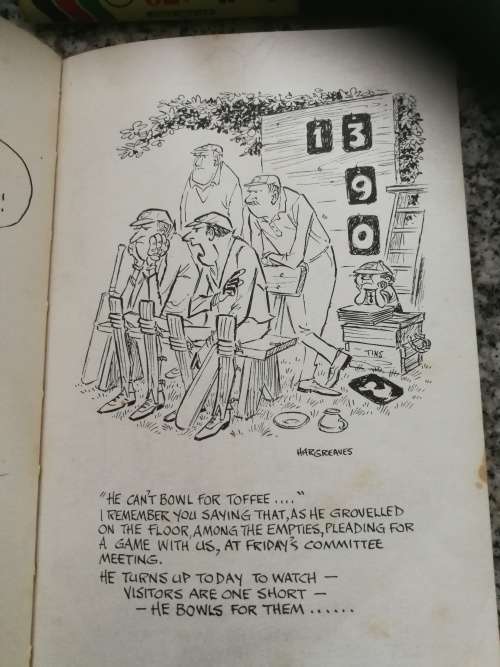 1 3
9
0
TINS
2
HARGREAVES
"HE CAN'T BOWL FOR TOFFEE ...."
I REMEMBER YOU SAYING THAT, AS HE GROVELLED
ON THE FLOOR, AMONG THE EMPTIES, PLEADING FOR
A GAME WITH US, AT FRIDAY'S COMMITTEE
MEETING.
HE TURNS UP TODAY TO WATCH —
VISITORS ARE ONE SHORT —
— HE BOWLS FOR THEM ......